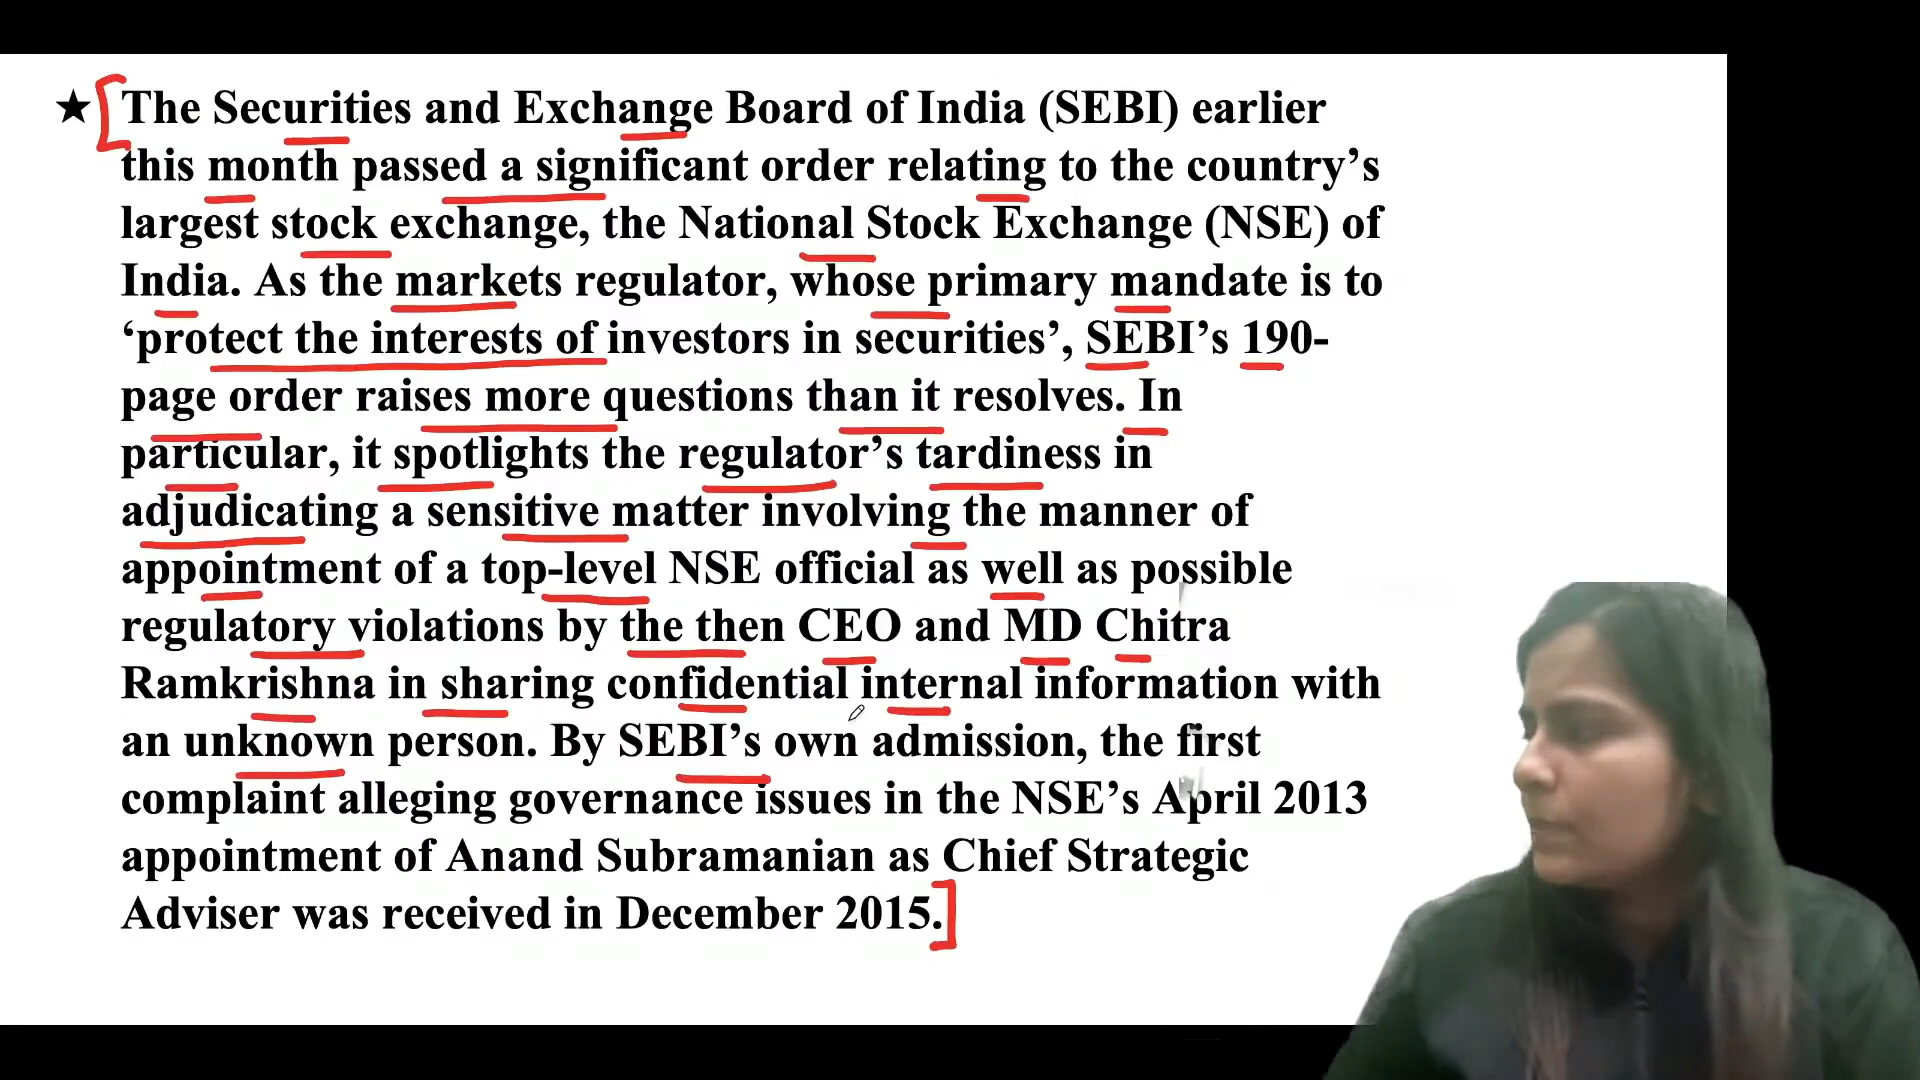 ★ The Securities and Exchange Board of India (SEBI) earlier
this month passed a significant order relating to the country’s
largest stock exchange, the National Stock Exchange (NSE) of
India. As the markets regulator, whose primary mandate is to
‘protect the interests of investors in securities’, SEBI’s 190-
page order raises more questions than it resolves. In
particular, it spotlights the regulator’s tardiness in
adjudicating a sensitive matter involving the manner of
appointment of a top-level NSE official as well as possible
regulatory violations by the then CEO and MD Chitra
Ramkrishna in sharing confidential internal information with
an unknown person. By SEBI’s own admission, the first
complaint alleging governance issues in the NSE’s April 2013
appointment of Anand Subramanian as Chief Strategic
Adviser was received in December 2015.